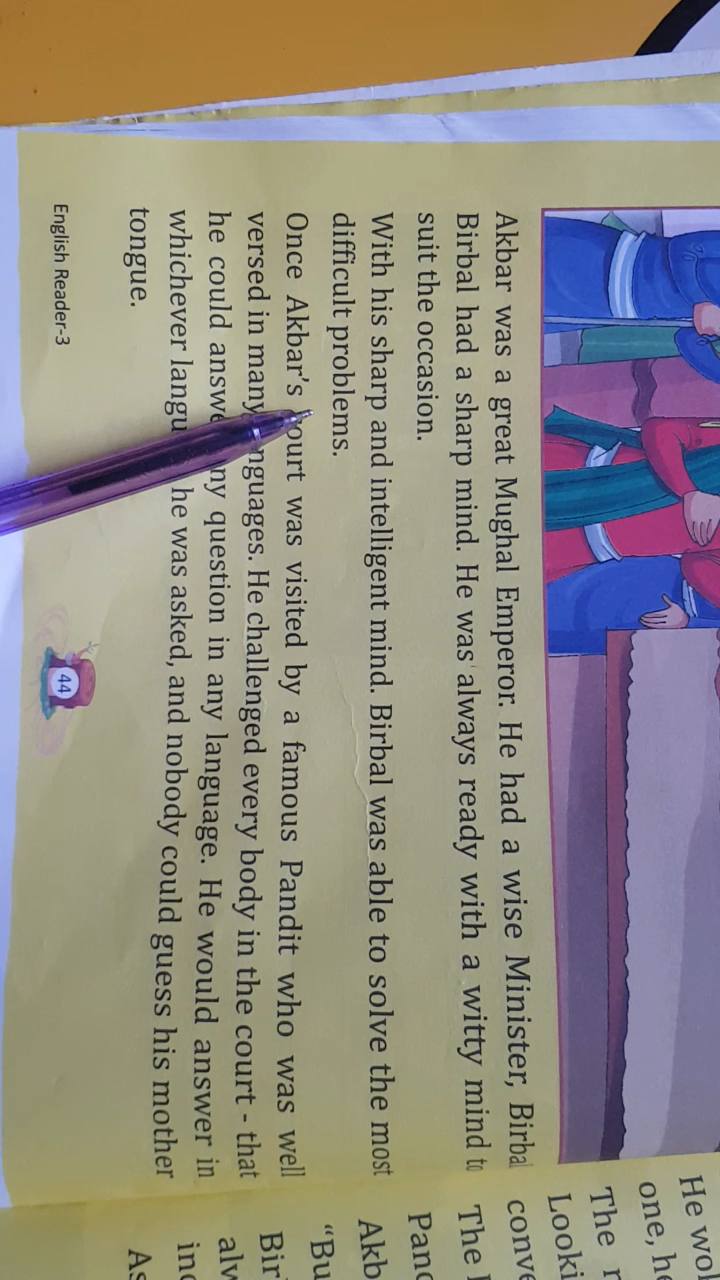 Akbar was a great Mughal Emperor. He had a wise Minister, Birbal
Birbal had a sharp mind. He was always ready with a witty mind to
suit the occasion.
With his sharp and intelligent mind. Birbal was able to solve the most
difficult problems.
Once Akbar's court was visited by a famous Pandit who was well
versed in many languages. He challenged every body in the court - that
he could answer any question in any language. He would answer in
whichever langu he was asked, and nobody could guess his mother
tongue.
English Reader-3
44
He wo
one, he
The
Looki
conve
The
Pand
Akb
"Bu
Bir
alw
As